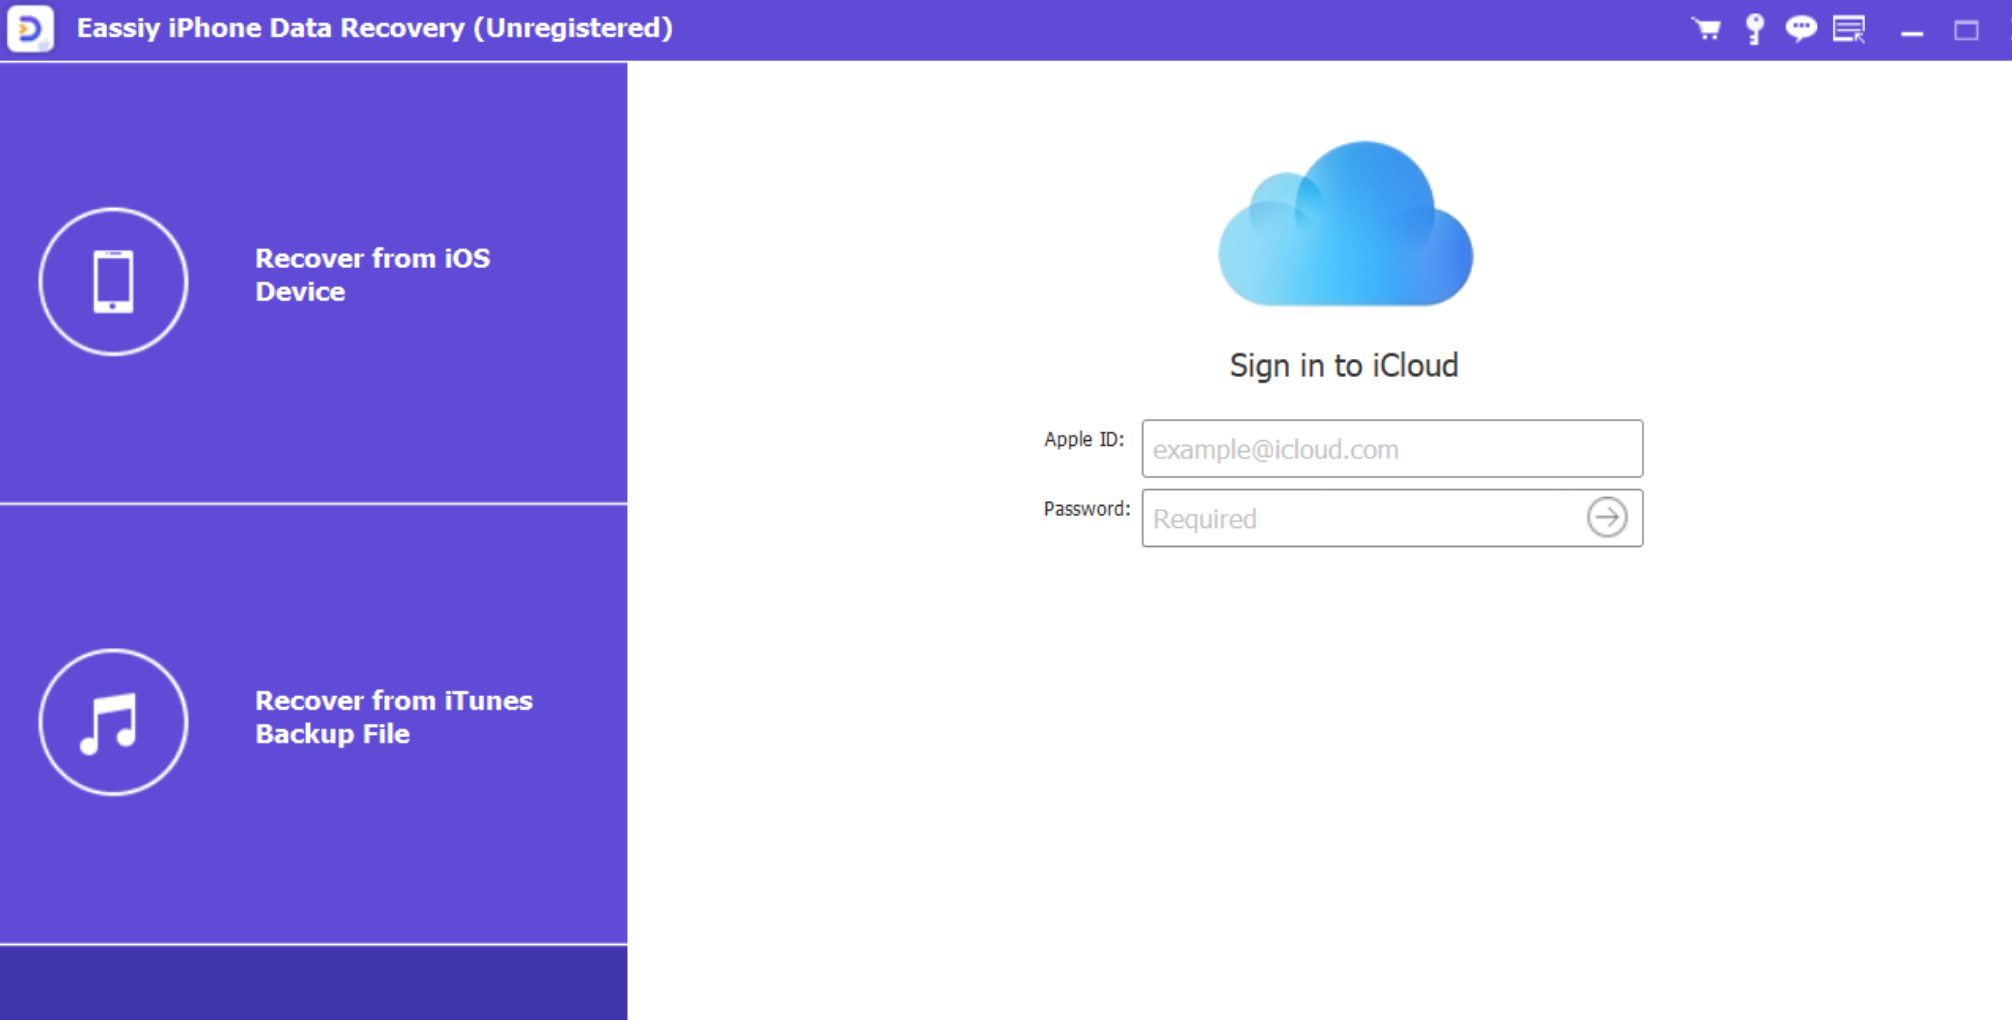 Eassiy iPhone Data Recovery (Unregistered)
Recover from iOS
Device
Recover from iTunes
Backup File
Sign in to iCloud
Apple ID: example@icloud.com
Password: Required